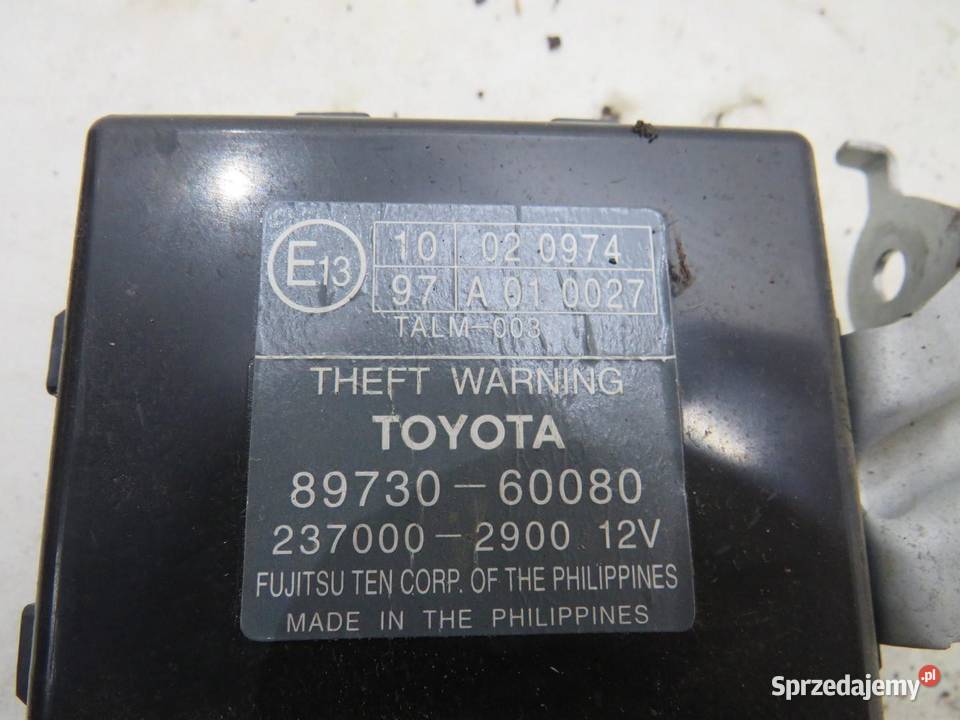 E13
10 02 0974
97 A 01 0027
TALM-003
THEFT WARNING
TOYOTA
89730-60080
237000-2900 12V
FUJITSU TEN CORP. OF THE PHILIPPINES
MADE IN THE PHILIPPINES
Sprzedajemy.pl